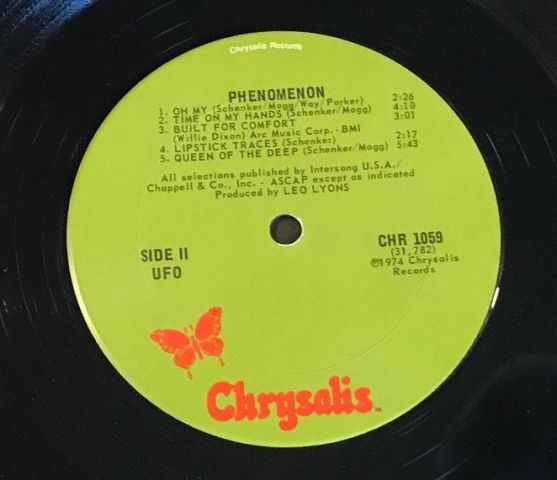 Chrysalis Records
PHENOMENON
1. OH MY (Schenker/Mogg/Way/Parker) 2:26
2. TIME ON MY HANDS (Schenker/Mogg) 4:10
3. BUILT FOR COMFORT 3:01
(Willie Dixon) Arc Music Corp. - BMI
4. LIPSTICK TRACES (Schenker) 2:17
5. QUEEN OF THE DEEP (Schenker/Mogg) 5:43
All selections published by Intersong U.S.A./
Chappell & Co., Inc. - ASCAP except as indicated
Produced by LEO LYONS
SIDE II
UFO
CHR 1059
(31,782)
℗1974 Chrysalis
Records
Chrysalis™